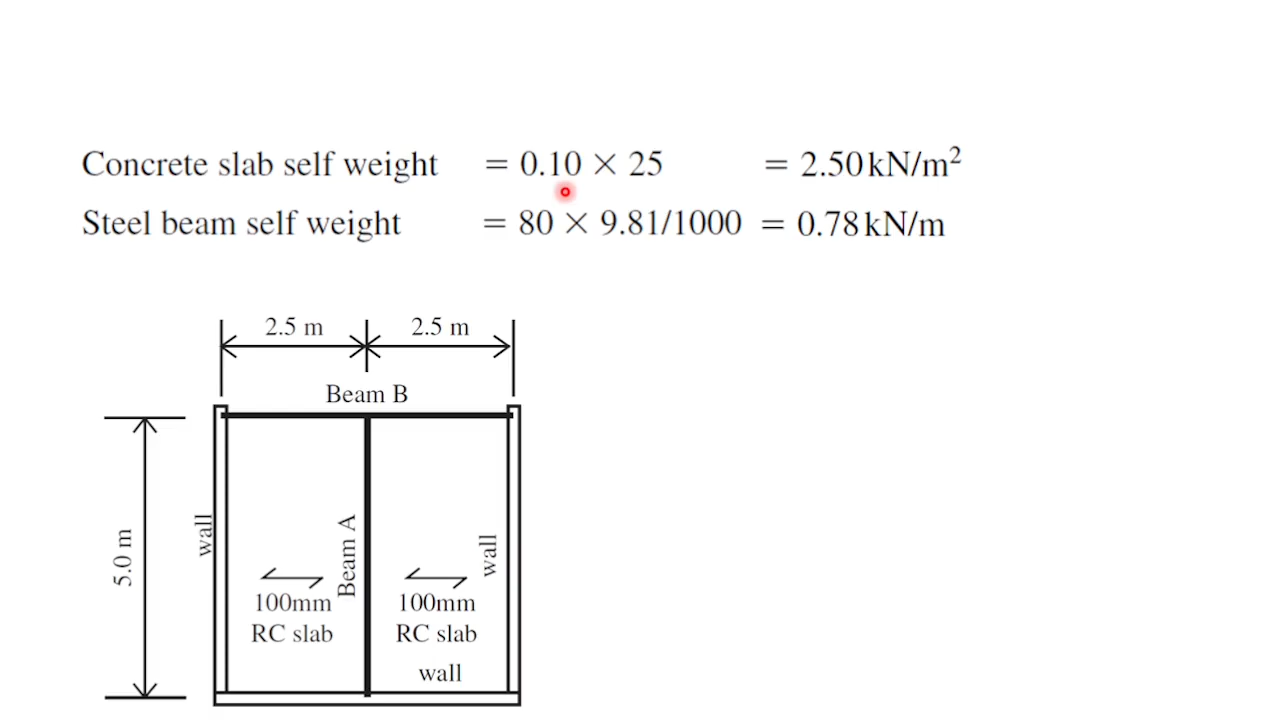 Concrete slab self weight = 0.10 × 25 = 2.50 kN/m²
Steel beam self weight = 80 × 9.81/1000 = 0.78 kN/m
2.5 m 2.5 m
Beam B
5.0 m
wall
Beam A
wall
100mm
RC slab
100mm
RC slab
wall